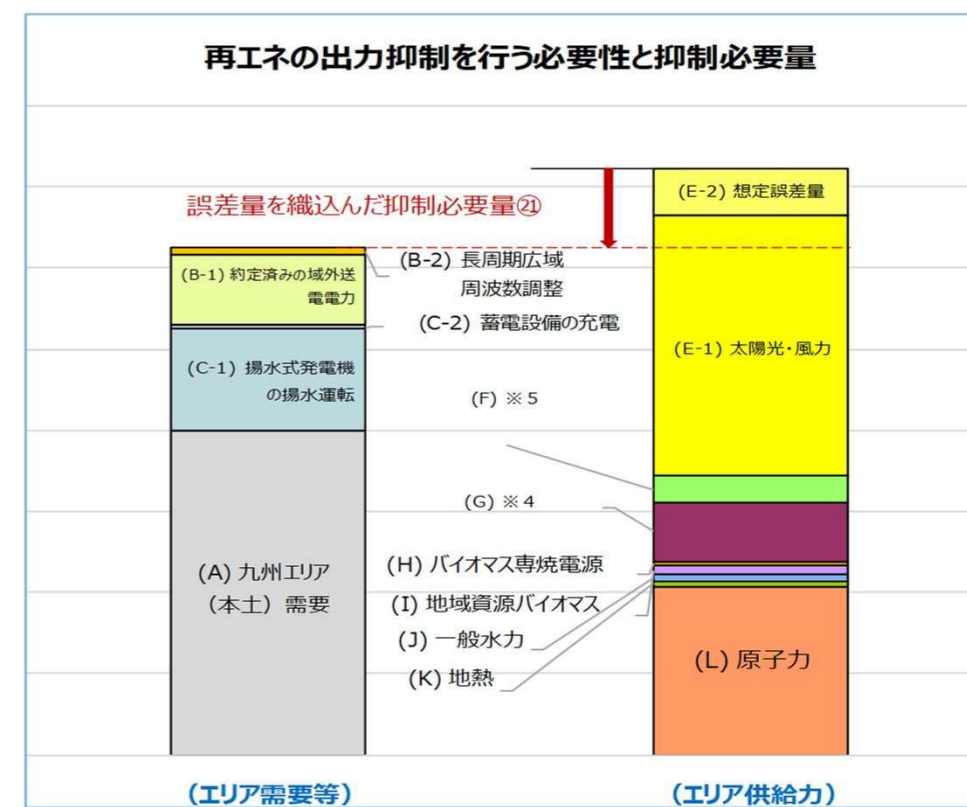 再エネの出力抑制を行う必要性と抑制必要量
誤差量を織込んだ抑制必要量㉑
(B-1) 約定済みの域外送
電電力
(C-1) 揚水式発電機
の揚水運転
(A) 九州エリア
（本土）需要
(B-2) 長周期広域
周波数調整
(C-2) 蓄電設備の充電
(F) ※5
(G) ※4
(H) バイオマス専焼電源
(I) 地域資源バイオマス
(J) 一般水力
(K) 地熱
(E-2) 想定誤差量
(E-1) 太陽光・風力
(L) 原子力
（エリア需要等）
（エリア供給力）